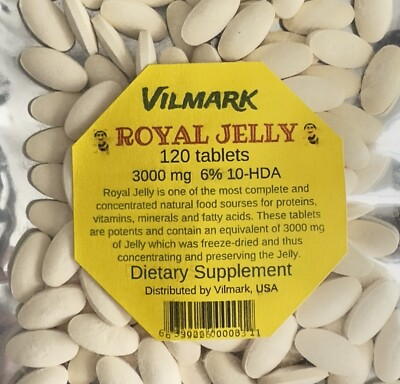 VILMARK
ROYAL JELLY
120 tablets
3000 mg 6% 10-HDA
Royal Jelly is one of the most complete and
concentrated natural food sourses for proteins,
vitamins, minerals and fatty acids. These tablets
are potents and contain an equivalent of 3000 mg
of Jelly which was freeze-dried and thus
concentrating and preserving the Jelly.
Dietary Supplement
Distributed by Vilmark, USA